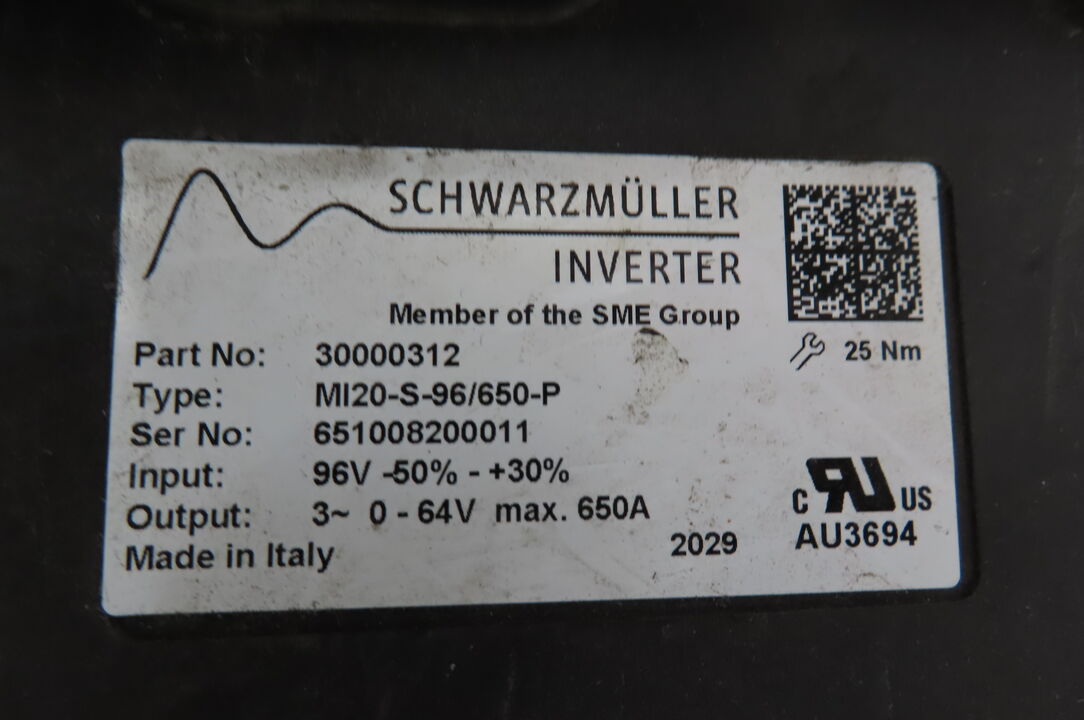 SCHWARZMÜLLER
INVERTER
Member of the SME Group
25 Nm
Part No: 30000312
Type: MI20-S-96/650-P
Ser No: 651008200011
Input: 96V -50% - +30%
Output: 3~ 0 - 64V max. 650A
Made in Italy
2029
C RU US
AU3694